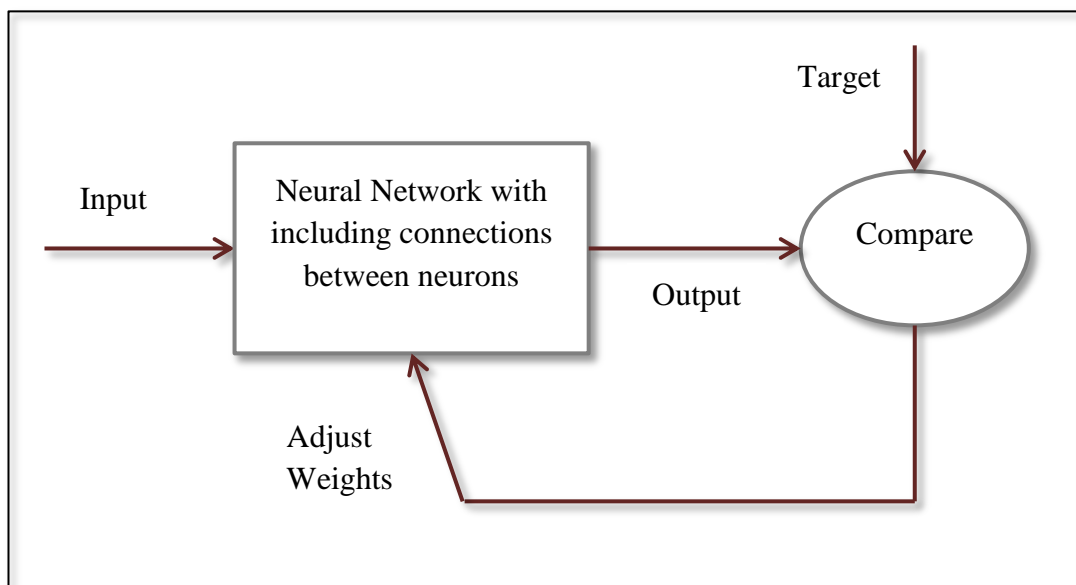 Target
Input
Neural Network with
including connections
between neurons
Compare
Output
Adjust
Weights